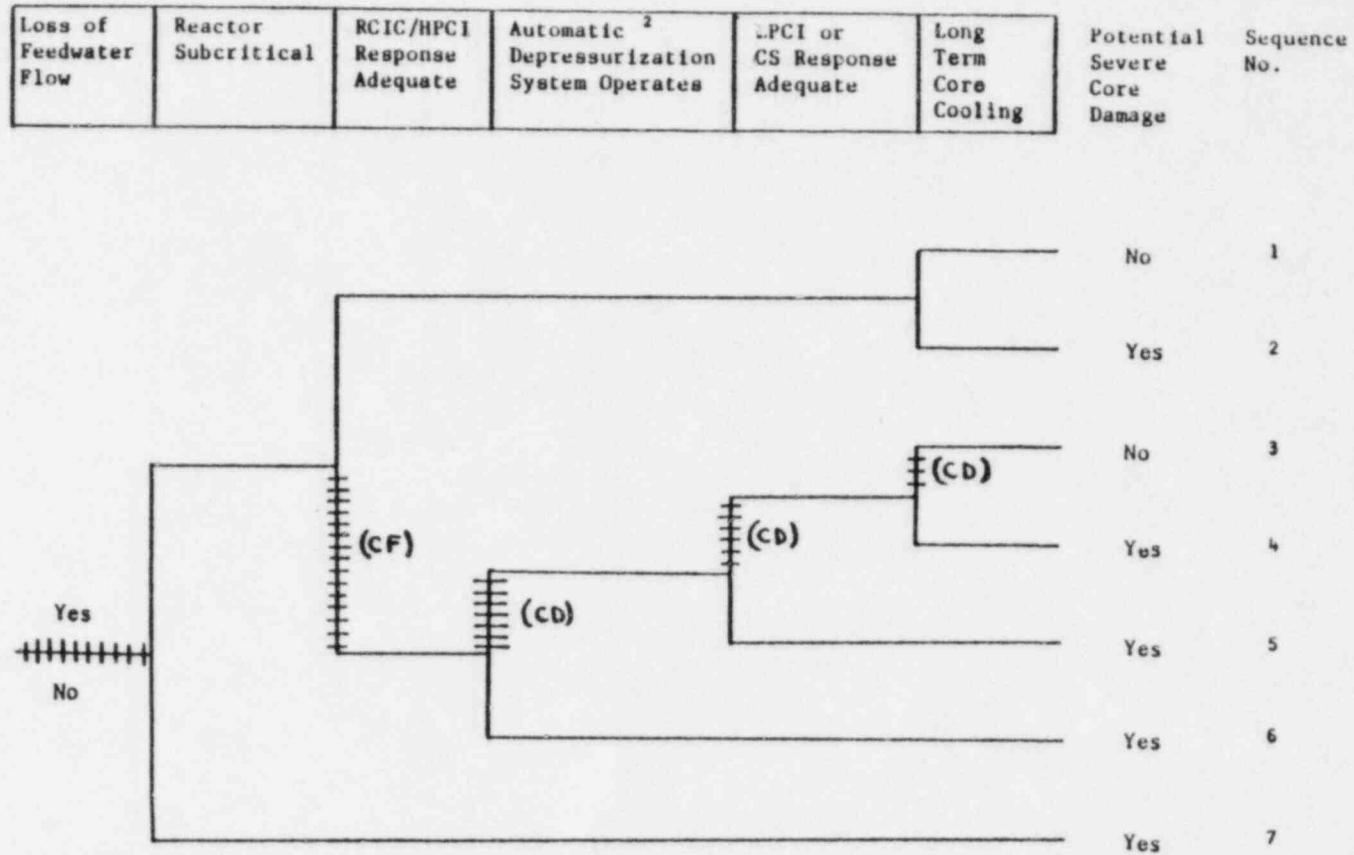 Loss of Feedwater Flow
Reactor Subcritical
RCIC/HPCI Response Adequate
Automatic 2 Depressurization System Operates
.PCI or CS Response Adequate
Long Term Core Cooling
Potential Severe Core Damage
Sequence No.
No 1
Yes 2
No 3
(CD)
(CD)
Yes 4
(CF)
(CD)
Yes
No
Yes 5
Yes 6
Yes 7